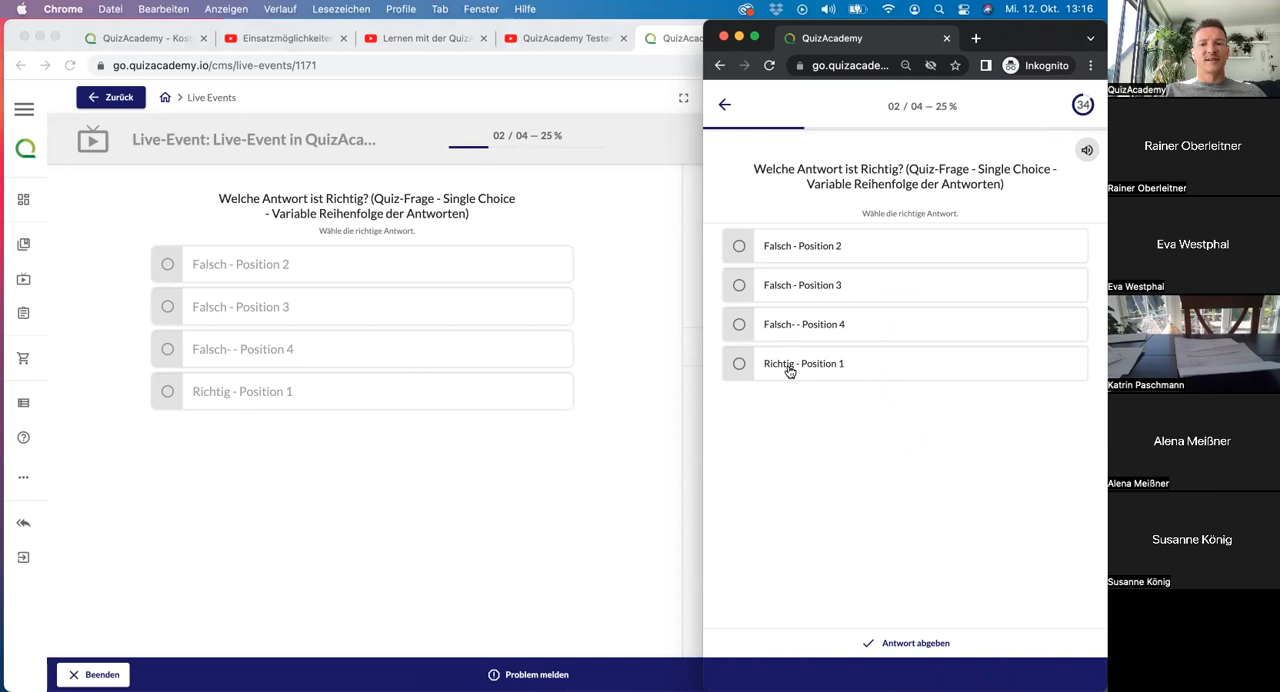 Chrome Datei Bearbeiten Anzeigen Verlauf Lesezeichen Profile Tab Fenster Hilfe
Mi. 12. Okt. 13:16
QuizAcademy – Kost
Einsatzmöglichkeite
Lernen mit der Quiz
QuizAcademy Teste
QuizAcad
go.quizacademy.io/cms/live-events/1171
Zurück
Live Events
Live-Event: Live-Event in QuizAca...
02 / 04 — 25 %
Welche Antwort ist Richtig? (Quiz-Frage - Single Choice
- Variable Reihenfolge der Antworten)
Wähle die richtige Antwort.
Falsch - Position 2
Falsch - Position 3
Falsch- - Position 4
Richtig - Position 1
Beenden
Problem melden
QuizAcademy
go.quizacade...
Inkognito
02 / 04 — 25 %
34
Welche Antwort ist Richtig? (Quiz-Frage - Single Choice -
Variable Reihenfolge der Antworten)
Wähle die richtige Antwort.
Falsch - Position 2
Falsch - Position 3
Falsch- - Position 4
Richtig - Position 1
Antwort abgeben
QuizAcademy
Rainer Oberleitner
Rainer Oberleitner
Eva Westphal
Eva Westphal
Katrin Paschmann
Alena Meißner
Alena Meißner
Susanne König
Susanne König